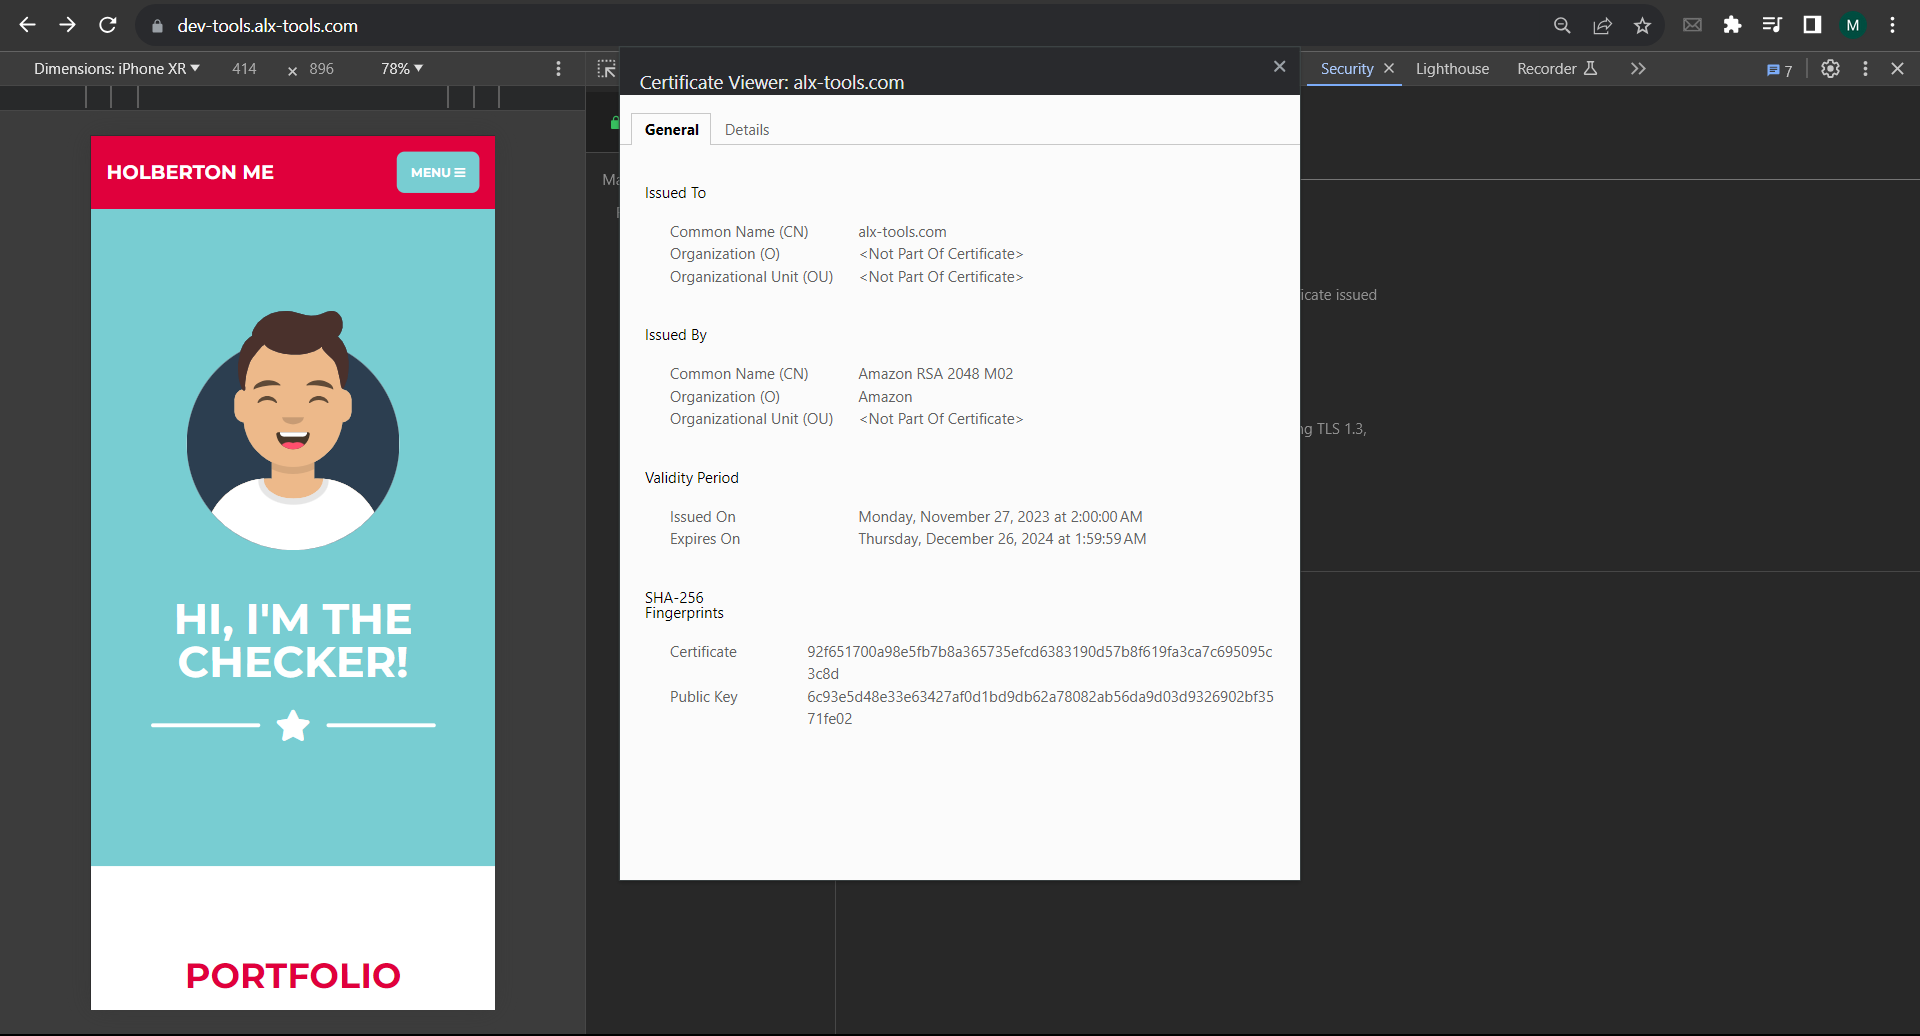 dev-tools.alx-tools.com
M
Dimensions: iPhone XR 414 × 896 78%
Security Lighthouse Recorder 7
Certificate Viewer: alx-tools.com
General Details
HOLBERTON ME
MENU
HI, I'M THE
CHECKER!
PORTFOLIO
Issued To
Common Name (CN) alx-tools.com
Organization (O) <Not Part Of Certificate>
Organizational Unit (OU) <Not Part Of Certificate>
icate issued
Issued By
Common Name (CN) Amazon RSA 2048 M02
Organization (O) Amazon
Organizational Unit (OU) <Not Part Of Certificate>
TLS 1.3,
Validity Period
Issued On Monday, November 27, 2023 at 2:00:00 AM
Expires On Thursday, December 26, 2024 at 1:59:59 AM
SHA-256
Fingerprints
Certificate 92f651700a98e5fb7b8a365735efcd6383190d57b8f619fa3ca7c695095c
3c8d
Public Key 6c93e5d48e33e63427af0d1bd9db62a78082ab56da9d03d9326902bf35
71fe02